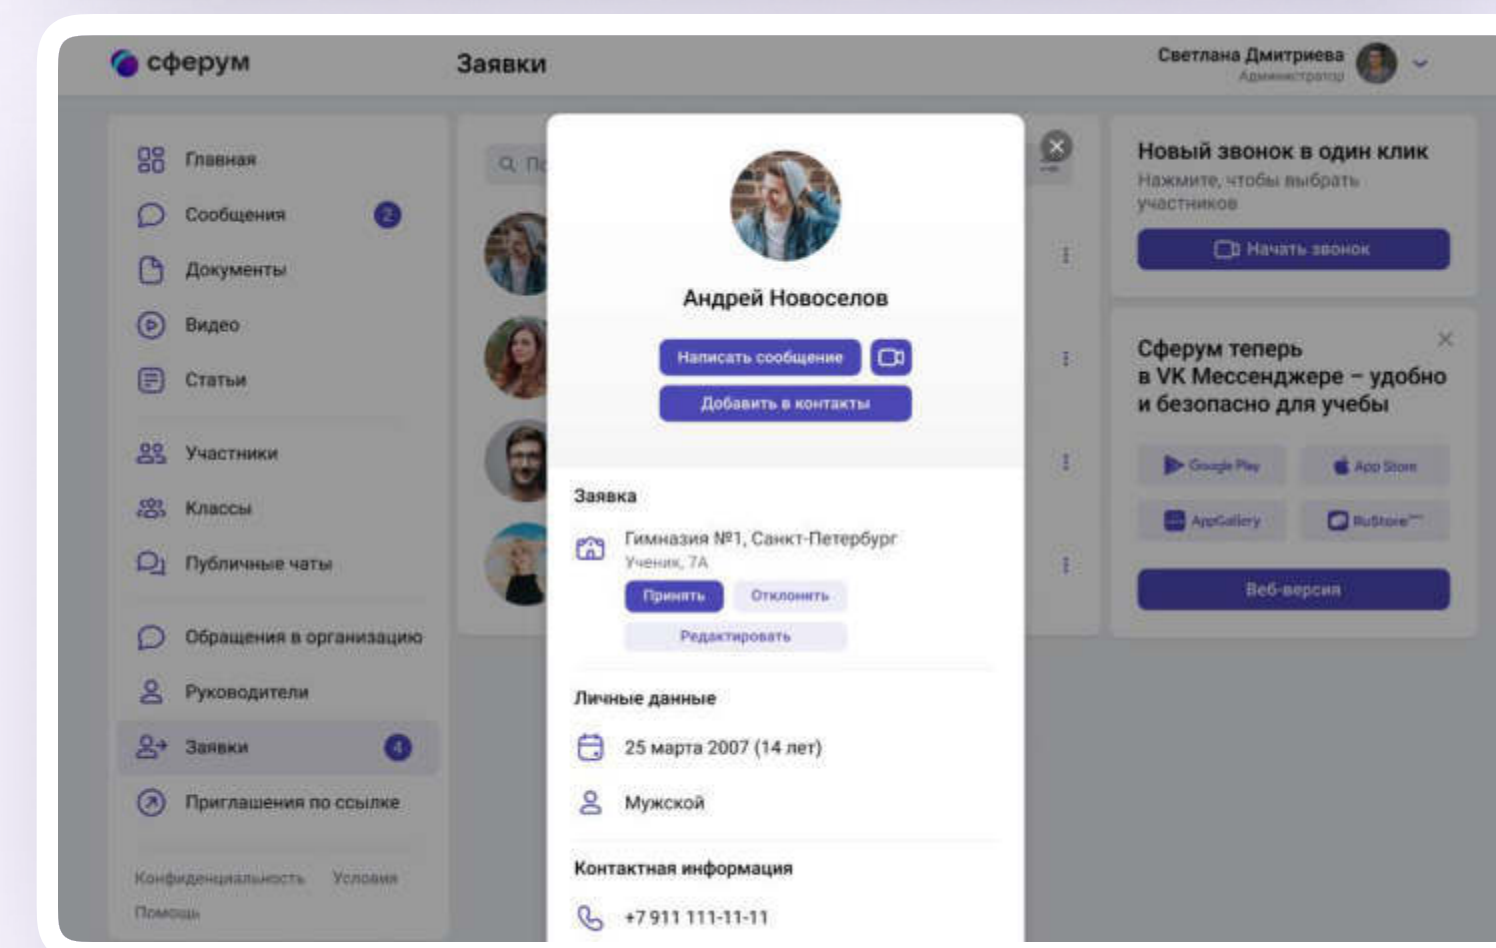 сферум
Заявки
Светлана Дмитриева
Администратор
Главная
Сообщения 2
Документы
Видео
Статьи
Участники
Классы
Публичные чаты
Обращения в организацию
Руководители
Заявки 4
Приглашения по ссылке
Конфиденциальность Условия
Помощь
Андрей Новоселов
Написать сообщение
Добавить в контакты
Заявка
Гимназия №1, Санкт-Петербург
Ученик, 7А
Принять Отклонить
Редактировать
Личные данные
25 марта 2007 (14 лет)
Мужской
Контактная информация
+7 911 111-11-11
Новый звонок в один клик
Нажмите, чтобы выбрать
участников
Начать звонок
Сферум теперь
в VK Мессенджере – удобно
и безопасно для учебы
Google Play App Store
AppGallery RuStore
Веб-версия